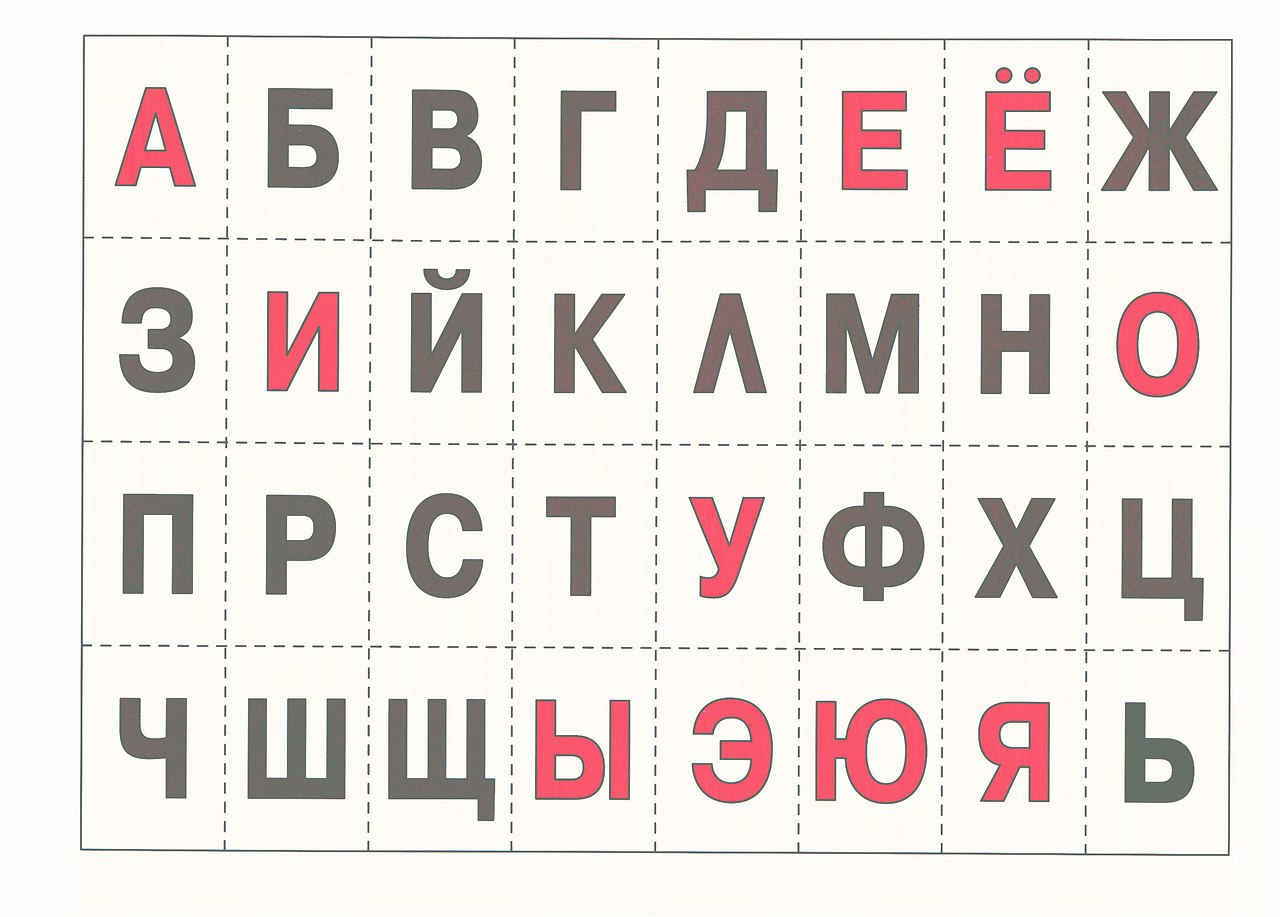 А Б В Г Д Е Ё Ж
З И Й К Л М Н О
П Р С Т У Ф Х Ц
Ч Ш Щ Ы Э Ю Я Ь